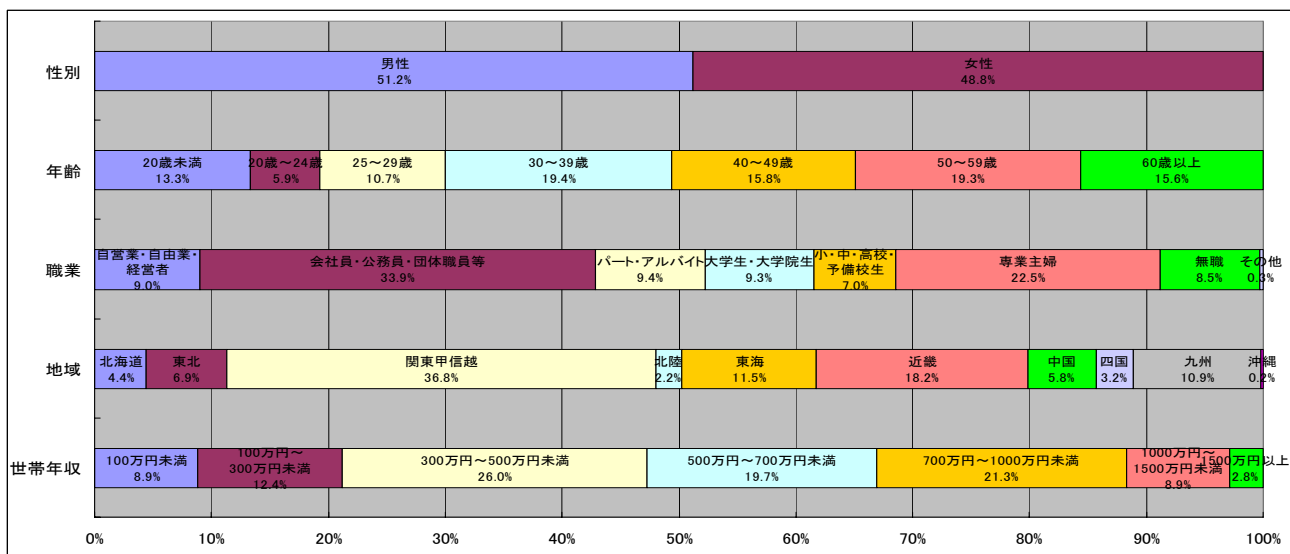 性別
男性
51.2%
女性
48.8%
年齢
20歳未満
13.3%
20歳～24歳
5.9%
25～29歳
10.7%
30～39歳
19.4%
40～49歳
15.8%
50～59歳
19.3%
60歳以上
15.6%
職業
自営業・自由業・
経営者
9.0%
会社員・公務員・団体職員等
33.9%
パート・アルバイト
9.4%
大学生・大学院生
9.3%
小・中・高校・
予備校生
7.0%
専業主婦
22.5%
無職
8.5%
その他
0.3%
地域
北海道
4.4%
東北
6.9%
関東甲信越
36.8%
北陸
2.2%
東海
11.5%
近畿
18.2%
中国
5.8%
四国
3.2%
九州
10.9%
沖縄
0.2%
世帯年収
100万円未満
8.9%
100万円～
300万円未満
12.4%
300万円～500万円未満
26.0%
500万円～700万円未満
19.7%
700万円～1000万円未満
21.3%
1000万円～
1500万円未満
8.9%
1500万円以上
2.8%
0%
10%
20%
30%
40%
50%
60%
70%
80%
90%
100%